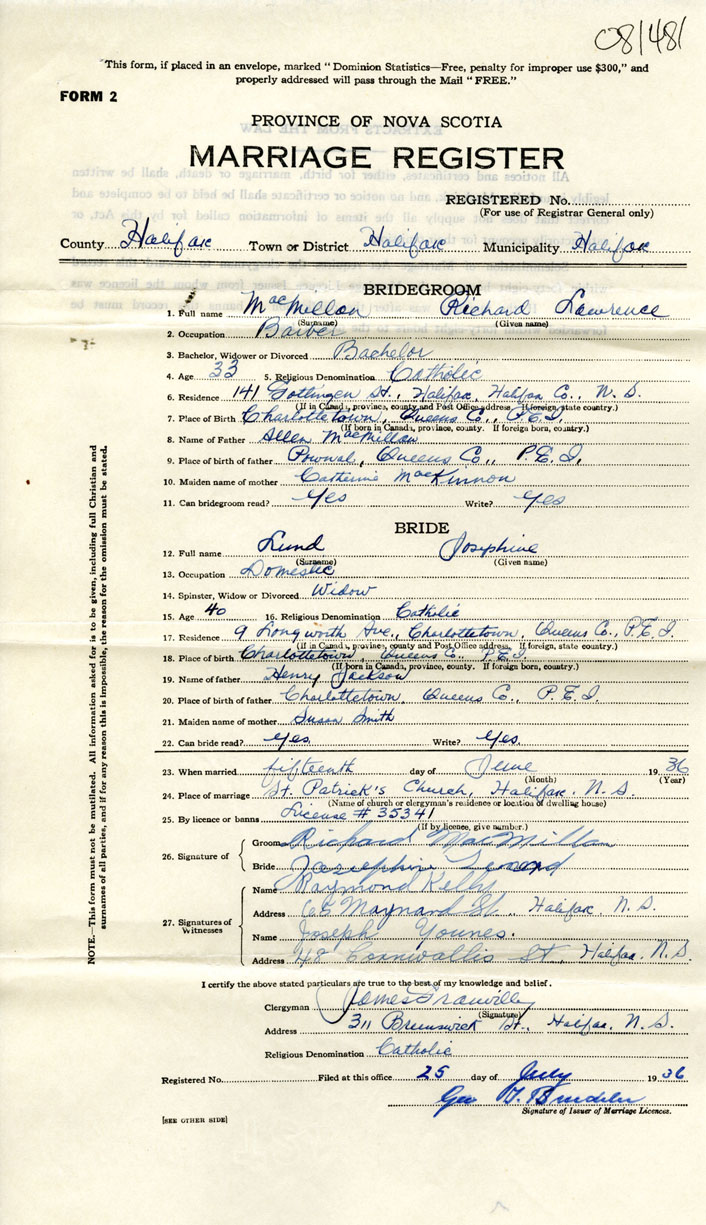 08/481
"This form, if placed in an envelope, marked "Dominion Statistics—Free, penalty for improper use $300," and
properly addressed will pass through the Mail "FREE."
FORM 2
PROVINCE OF NOVA SCOTIA
MARRIAGE REGISTER
REGISTERED No.
(For use of Registrar General only)
County Halifax Town or District Halifax Municipality Halifax
BRIDEGROOM
1. Full name MacMillan Richard Lawrence
(Surname) (Given name)
2. Occupation Barber
3. Bachelor, Widower or Divorced Bachelor
4. Age 33 5. Religious Denomination Catholic
6. Residence 141 Gottingen St., Halifax, Halifax Co., N. S.
(If in Canada, province, county and Post Office address. If foreign, state country.)
7. Place of Birth Charlottetown, Queens Co., P.E.I.
(If born in Canada, province, county. If foreign born, country.)
8. Name of Father Allen MacMillan
9. Place of birth of father Pownal, Queens Co., P.E.I.
10. Maiden name of mother Catherine MacKinnon
11. Can bridegroom read? Yes Write? Yes
BRIDE
12. Full name Lund Josephine
(Surname) (Given name)
13. Occupation Domestic
14. Spinster, Widow or Divorced Widow
15. Age 40 16. Religious Denomination Catholic
17. Residence 9 Longworth Ave., Charlottetown, Queens Co., P.E.I.
(If in Canada, province, county and Post Office address. If foreign, state country.)
18. Place of birth Charlottetown, Queens Co., P.E.I.
(If born in Canada, province, county. If foreign born, country.)
19. Name of father Henry Jackson
20. Place of birth of father Charlottetown, Queens Co., P.E.I.
21. Maiden name of mother Susan Smith
22. Can bride read? Yes. Write? Yes.
23. When married fifteenth day of June 1936
(Month) (Year)
24. Place of marriage St. Patrick's Church, Halifax, N. S.
(Name of church or clergyman's residence or location of dwelling house)
25. By licence or banns License # 35341
(If by licence, give number.)
26. Signature of
Groom Richard MacMillan
Bride Josephine
27. Signatures of Witnesses
Name Raymond Kelly
Address 65 Maynard St., Halifax, N. S.
Name Joseph Younes.
Address 48 Cornwallis St., Halifax, N. S.
I certify the above stated particulars are true to the best of my knowledge and belief.
Clergyman James
(Signature)
Address 311 Brunswick St., Halifax, N. S.
Religious Denomination Catholic
Registered No. Filed at this office 25 day of July 1936
Geo
Signature of Issuer of Marriage Licences.
[SEE OTHER SIDE]
NOTE.—This form must not be mutilated. All information asked for is to be given, including full Christian and
surnames of all parties, and if for any reason this is impossible, the reason for the omission must be stated.